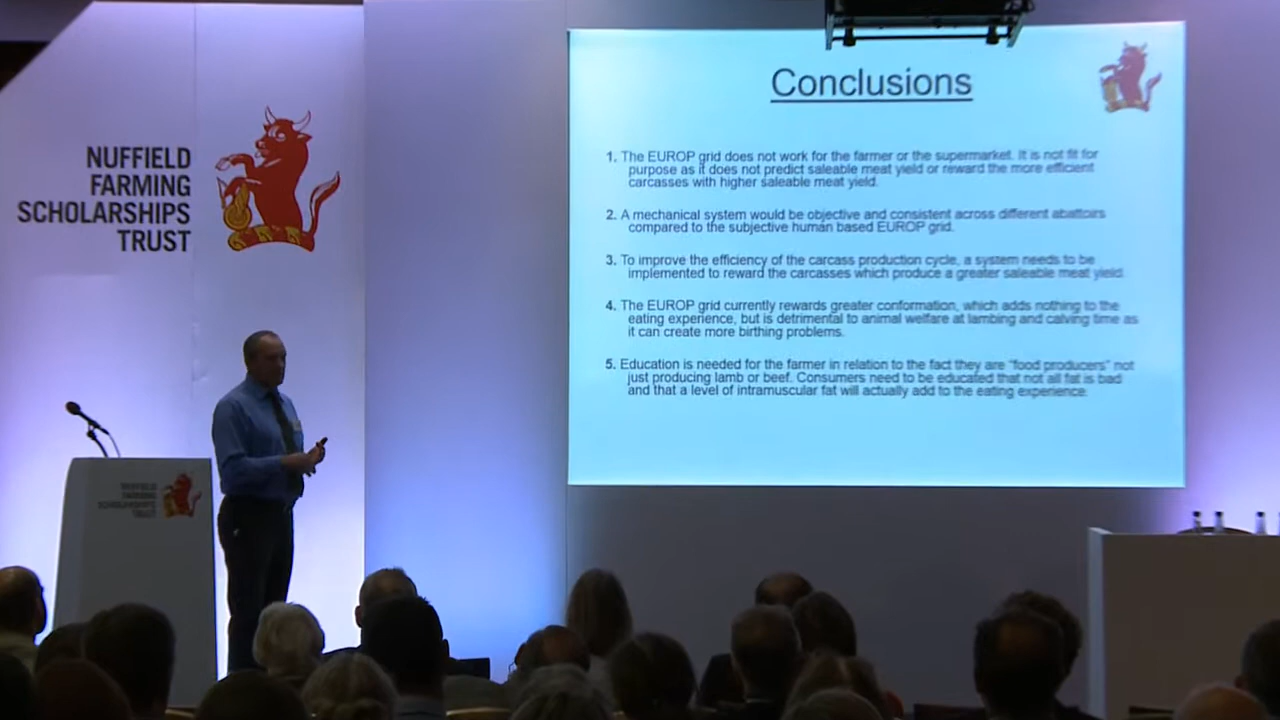 NUFFIELD
FARMING
SCHOLARSHIPS
TRUST
Conclusions
1. The EUROP grid does not work for the farmer or the supermarket. It is not fit for
purpose as it does not predict saleable meat yield or reward the more efficient
carcasses with higher saleable meat yield.
2. A mechanical system would be objective and consistent across different abattoirs
compared to the subjective human based EUROP grid.
3. To improve the efficiency of the carcass production cycle, a system needs to be
implemented to reward the carcasses which produce a greater saleable meat yield
4. The EUROP grid currently rewards greater conformation, which adds nothing to the
eating experience, but is detrimental to animal welfare at lambing and calving time as
it can create more birthing problems.
5. Education is needed for the farmer in relation to the fact they are "food producers" not
just producing lamb or beef. Consumers need to be educated that not all fat is bad
and that a level of intramuscular fat will actually add to the eating experience.
NUFFIELD
FARMING
SCHOLARSHIPS
TRUST